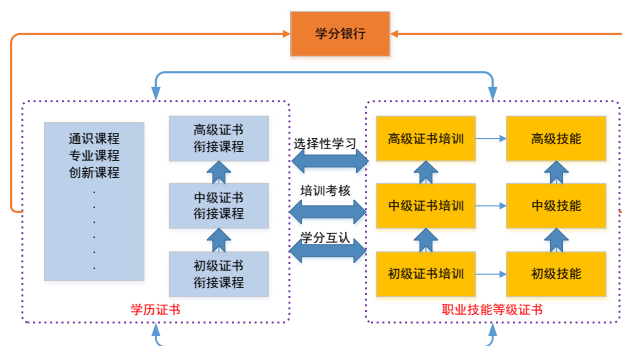 学分银行
通识课程
专业课程
创新课程
.
.
.
.
.
.
高级证书
衔接课程
中级证书
衔接课程
初级证书
衔接课程
学历证书
选择性学习
培训考核
学分互认
高级证书培训
高级技能
中级证书培训
中级技能
初级证书培训
初级技能
职业技能等级证书